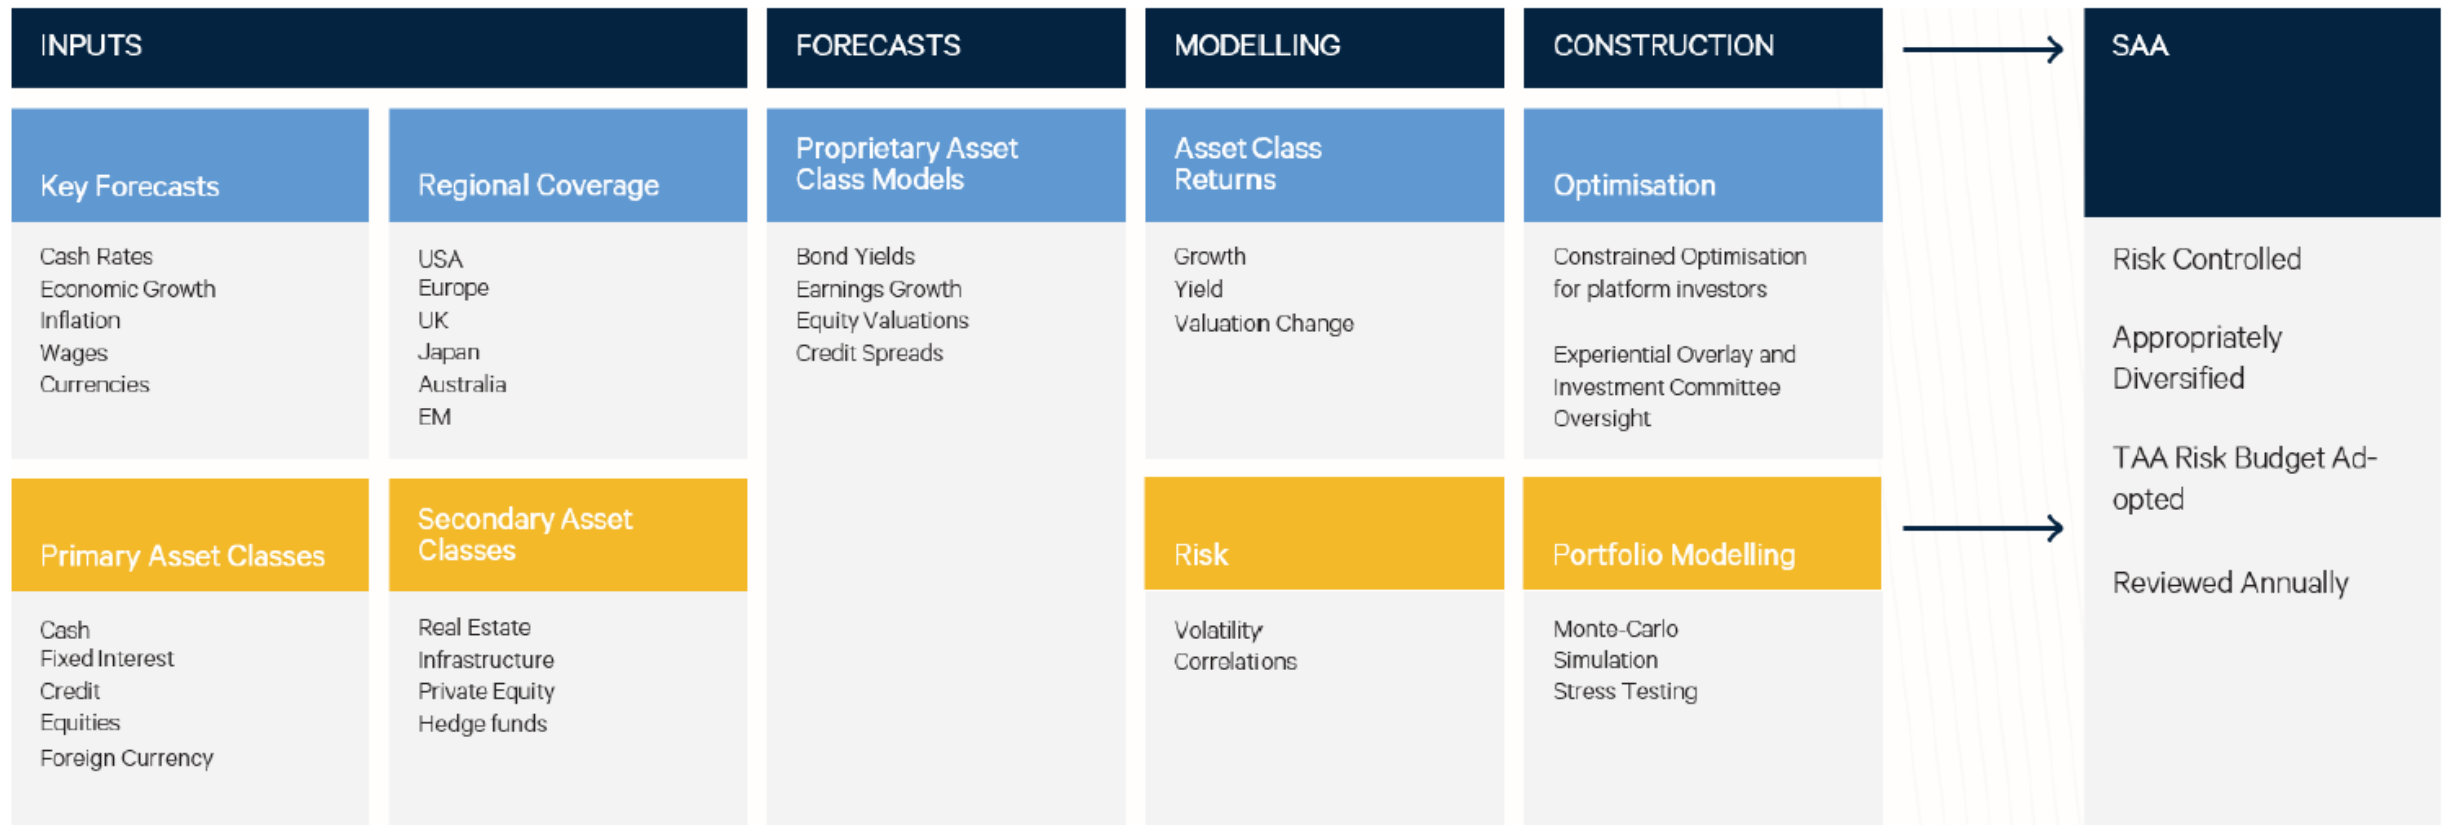 INPUTS
FORECASTS
MODELLING
CONSTRUCTION
SAA
Key Forecasts
Cash Rates
Economic Growth
Inflation
Wages
Currencies
Regional Coverage
USA
Europe
UK
Japan
Australia
EM
Primary Asset Classes
Cash
Fixed Interest
Credit
Equities
Foreign Currency
Secondary Asset
Classes
Real Estate
Infrastructure
Private Equity
Hedge funds
Proprietary Asset
Class Models
Bond Yields
Earnings Growth
Equity Valuations
Credit Spreads
Asset Class
Returns
Growth
Yield
Valuation Change
Risk
Volatility
Correlations
Optimisation
Constrained Optimisation
for platform investors
Experiential Overlay and
Investment Committee
Oversight
Portfolio Modelling
Monte-Carlo
Simulation
Stress Testing
Risk Controlled
Appropriately
Diversified
TAA Risk Budget Ad-
opted
Reviewed Annually